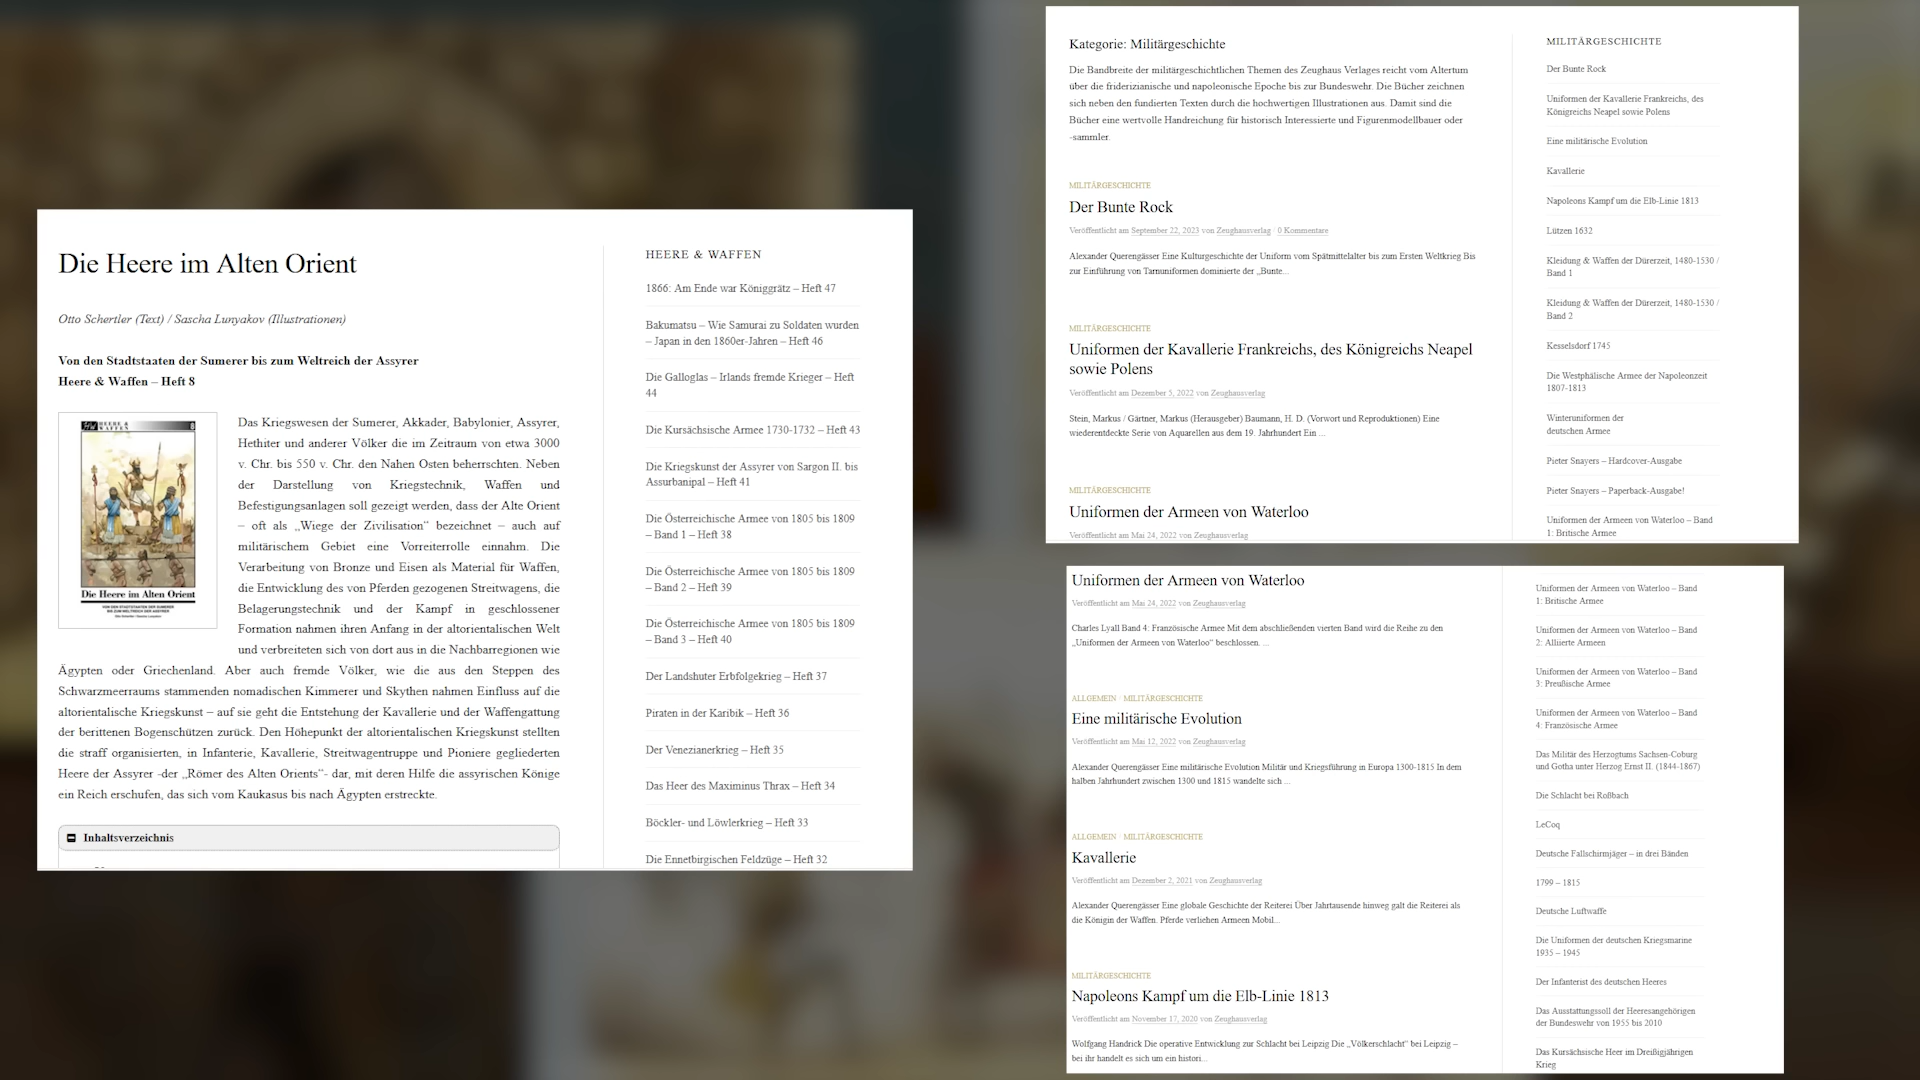 Die Heere im Alten Orient
Otto Schertler (Text) / Sascha Lunyakov (Illustrationen)
Von den Stadtstaaten der Sumerer bis zum Weltreich der Assyrer
Heere & Waffen – Heft 8
HEERE & WAFFEN 8
Die Heere im Alten Orient
VON DEN STADTSTAATEN DER SUMERER
BIS ZUM WELTREICH DER ASSYRER
Das Kriegswesen der Sumerer, Akkader, Babylonier, Assyrer,
Hethiter und anderer Völker die im Zeitraum von etwa 3000
v. Chr. bis 550 v. Chr. den Nahen Osten beherrschten. Neben
der Darstellung von Kriegstechnik, Waffen und
Befestigungsanlagen soll gezeigt werden, dass der Alte Orient
– oft als „Wiege der Zivilisation“ bezeichnet – auch auf
militärischem Gebiet eine Vorreiterrolle einnahm. Die
Verarbeitung von Bronze und Eisen als Material für Waffen,
die Entwicklung des von Pferden gezogenen Streitwagens, die
Belagerungstechnik und der Kampf in geschlossener
Formation nahmen ihren Anfang in der altorientalischen Welt
und verbreiteten sich von dort aus in die Nachbarregionen wie
Ägypten oder Griechenland. Aber auch fremde Völker, wie die aus den Steppen des
Schwarzmeerraums stammenden nomadischen Kimmerer und Skythen nahmen Einfluss auf die
altorientalische Kriegskunst – auf sie geht die Entstehung der Kavallerie und der Waffengattung
der berittenen Bogenschützen zurück. Den Höhepunkt der altorientalischen Kriegskunst stellten
die straff organisierten, in Infanterie, Kavallerie, Streitwagentruppe und Pioniere gegliederten
Heere der Assyrer -der „Römer des Alten Orients“- dar, mit deren Hilfe die assyrischen Könige
ein Reich erschufen, das sich vom Kaukasus bis nach Ägypten erstreckte.
Inhaltsverzeichnis
HEERE & WAFFEN
1866: Am Ende war Königgrätz – Heft 47
Bakumatsu – Wie Samurai zu Soldaten wurden
– Japan in den 1860er-Jahren – Heft 46
Die Galloglas – Irlands fremde Krieger – Heft
44
Die Kursächsische Armee 1730-1732 – Heft 43
Die Kriegskunst der Assyrer von Sargon II. bis
Assurbanipal – Heft 41
Die Österreichische Armee von 1805 bis 1809
– Band 1 – Heft 38
Die Österreichische Armee von 1805 bis 1809
– Band 2 – Heft 39
Die Österreichische Armee von 1805 bis 1809
– Band 3 – Heft 40
Der Landshuter Erbfolgekrieg – Heft 37
Piraten in der Karibik – Heft 36
Der Venezianerkrieg – Heft 35
Das Heer des Maximinus Thrax – Heft 34
Böckler- und Löwlerkrieg – Heft 33
Die Ennetbirgischen Feldzüge – Heft 32
Kategorie: Militärgeschichte
Die Bandbreite der militärgeschichtlichen Themen des Zeughaus Verlages reicht vom Altertum
über die friderizianische und napoleonische Epoche bis zur Bundeswehr. Die Bücher zeichnen
sich neben den fundierten Texten durch die hochwertigen Illustrationen aus. Damit sind die
Bücher eine wertvolle Handreichung für historisch Interessierte und Figurenmodellbauer oder
-sammler.
MILITÄRGESCHICHTE
Der Bunte Rock
Veröffentlicht am September 22, 2023 von Zeughausverlag / 0 Kommentare
Alexander Querengässer Eine Kulturgeschichte der Uniform vom Spätmittelalter bis zum Ersten Weltkrieg Bis
zur Einführung von Tarnuniformen dominierte der „Bunte...
MILITÄRGESCHICHTE
Uniformen der Kavallerie Frankreichs, des Königreichs Neapel
sowie Polens
Veröffentlicht am Dezember 5, 2022 von Zeughausverlag
Stein, Markus / Gärtner, Markus (Herausgeber) Baumann, H. D. (Vorwort und Reproduktionen) Eine
wiederentdeckte Serie von Aquarellen aus dem 19. Jahrhundert Ein ...
MILITÄRGESCHICHTE
Uniformen der Armeen von Waterloo
Veröffentlicht am Mai 24, 2022 von Zeughausverlag
MILITÄRGESCHICHTE
Der Bunte Rock
Uniformen der Kavallerie Frankreichs, des
Königreichs Neapel sowie Polens
Eine militärische Evolution
Kavallerie
Napoleons Kampf um die Elb-Linie 1813
Lützen 1632
Kleidung & Waffen der Dürerzeit, 1480-1530 /
Band 1
Kleidung & Waffen der Dürerzeit, 1480-1530 /
Band 2
Kesselsdorf 1745
Die Westphälische Armee der Napoleonzeit
1807-1813
Winteruniformen der
deutschen Armee
Pieter Snayers – Hardcover-Ausgabe
Pieter Snayers – Paperback-Ausgabe!
Uniformen der Armeen von Waterloo – Band
1: Britische Armee
Uniformen der Armeen von Waterloo
Veröffentlicht am Mai 24, 2022 von Zeughausverlag
Charles Lyall Band 4: Französische Armee Mit dem abschließenden vierten Band wird die Reihe zu den
„Uniformen der Armeen von Waterloo“ beschlossen. ...
ALLGEMEIN / MILITÄRGESCHICHTE
Eine militärische Evolution
Veröffentlicht am Mai 12, 2022 von Zeughausverlag
Alexander Querengässer Eine militärische Evolution Militär und Kriegsführung in Europa 1300-1815 In dem
halben Jahrhundert zwischen 1300 und 1815 wandelte sich ...
ALLGEMEIN / MILITÄRGESCHICHTE
Kavallerie
Veröffentlicht am Dezember 2, 2021 von Zeughausverlag
Alexander Querengässer Eine globale Geschichte der Reiterei Über Jahrtausende hinweg galt die Reiterei als
die Königin der Waffen. Pferde verliehen Armeen Mobil...
MILITÄRGESCHICHTE
Napoleons Kampf um die Elb-Linie 1813
Veröffentlicht am November 17, 2020 von Zeughausverlag
Wolfgang Handrick Die operative Entwicklung zur Schlacht bei Leipzig Die „Völkerschlacht“ bei Leipzig –
bei ihr handelt es sich um ein histori...
Uniformen der Armeen von Waterloo – Band
1: Britische Armee
Uniformen der Armeen von Waterloo – Band
2: Alliierte Armeen
Uniformen der Armeen von Waterloo – Band
3: Preußische Armee
Uniformen der Armeen von Waterloo – Band
4: Französische Armee
Das Militär des Herzogtums Sachsen-Coburg
und Gotha unter Herzog Ernst II. (1844-1867)
Die Schlacht bei Roßbach
LeCoq
Deutsche Fallschirmjäger – in drei Bänden
1799 – 1815
Deutsche Luftwaffe
Die Uniformen der deutschen Kriegsmarine
1935 – 1945
Der Infanterist des deutschen Heeres
Das Ausstattungssoll der Heeresangehörigen
der Bundeswehr von 1955 bis 2010
Das Kursächsische Heer im Dreißigjährigen
Krieg